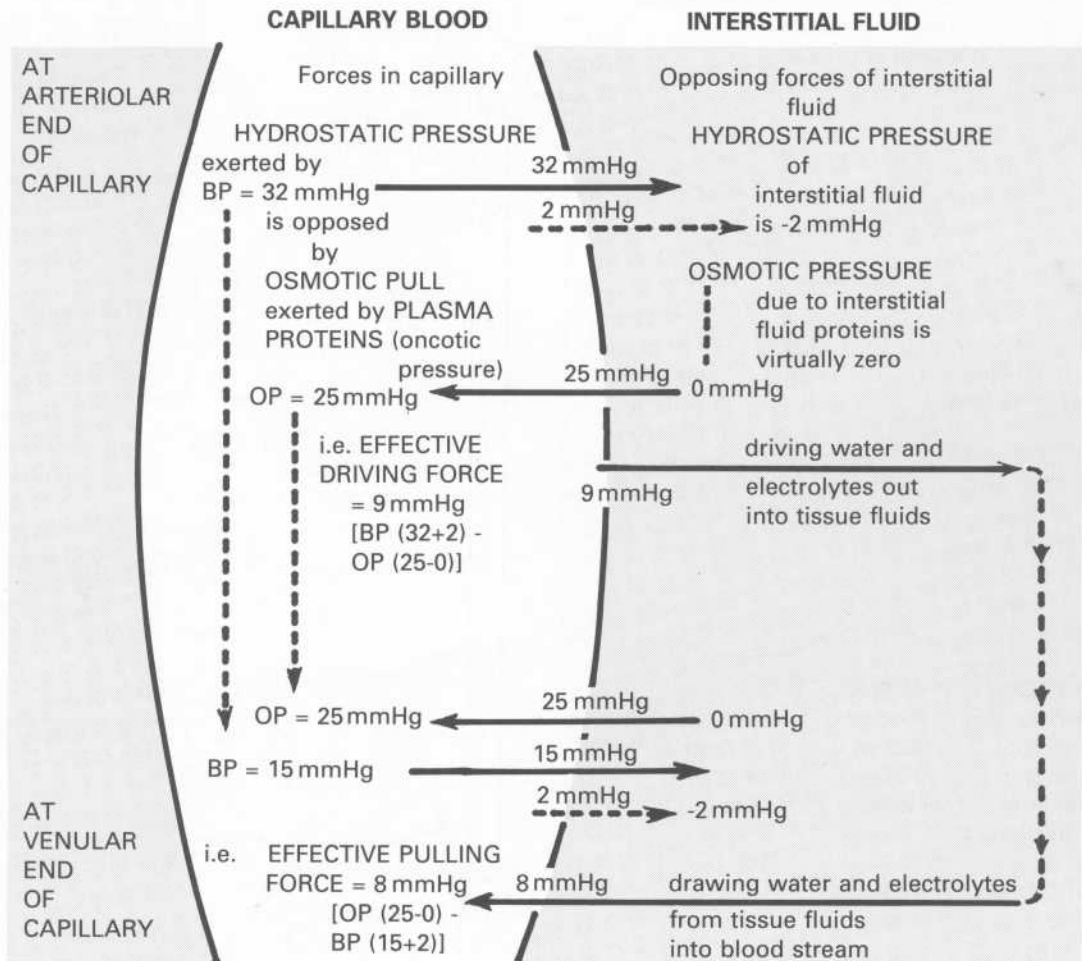 CAPILLARY BLOOD
INTERSTITIAL FLUID
AT
ARTERIOLAR
END
OF
CAPILLARY
Forces in capillary
HYDROSTATIC PRESSURE
exerted by
BP = 32 mmHg
is opposed
by
OSMOTIC PULL
exerted by PLASMA
PROTEINS (oncotic
pressure)
OP = 25 mmHg
i.e. EFFECTIVE
DRIVING FORCE
= 9 mmHg
[BP (32+2) -
OP (25-0)]
32 mmHg
2 mmHg
25 mmHg
9 mmHg
Opposing forces of interstitial
fluid
HYDROSTATIC PRESSURE
of
interstitial fluid
is -2 mmHg
OSMOTIC PRESSURE
due to interstitial
fluid proteins is
virtually zero
0 mmHg
driving water and
electrolytes out
into tissue fluids
AT
VENULAR
END
OF
CAPILLARY
OP = 25 mmHg
25 mmHg
0 mmHg
BP = 15 mmHg
15 mmHg
2 mmHg
-2 mmHg
i.e. EFFECTIVE PULLING
FORCE = 8 mmHg
[OP (25-0) -
BP (15+2)]
8 mmHg
drawing water and electrolytes
from tissue fluids
into blood stream